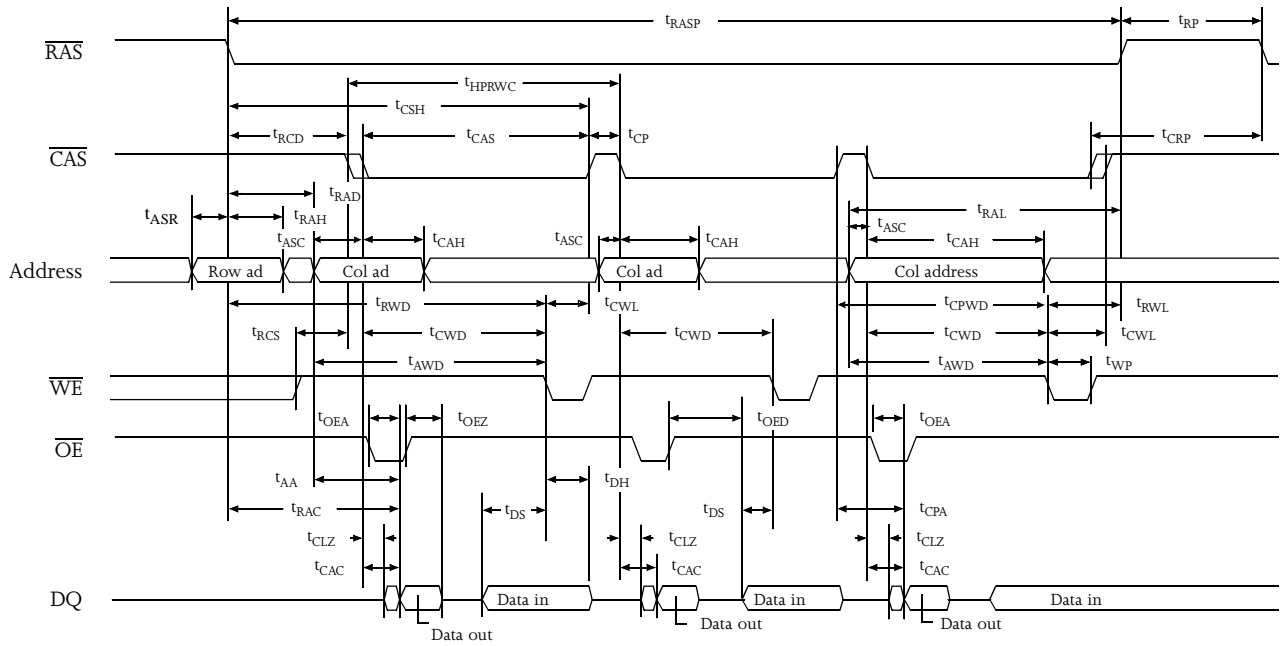 tRASP tRP
RAS
tHPRWC
tCSH
tRCD tCAS tCP tCRP
CAS
tRAD
tASR tRAH tRAL
tASC tCAH tASC tCAH tASC tCAH
Address Row ad Col ad Col ad Col address
tRWD tCWL tCPWD tRWL
tRCS tCWD tCWD tCWD tCWL
tAWD tAWD tWP
WE
tOEA tOEZ tOED tOEA
OE
tAA tDH
tRAC tDS tDS tCPA
tCLZ tCLZ tCLZ
tCAC tCAC tCAC
DQ Data in Data in Data in
Data out Data out Data out